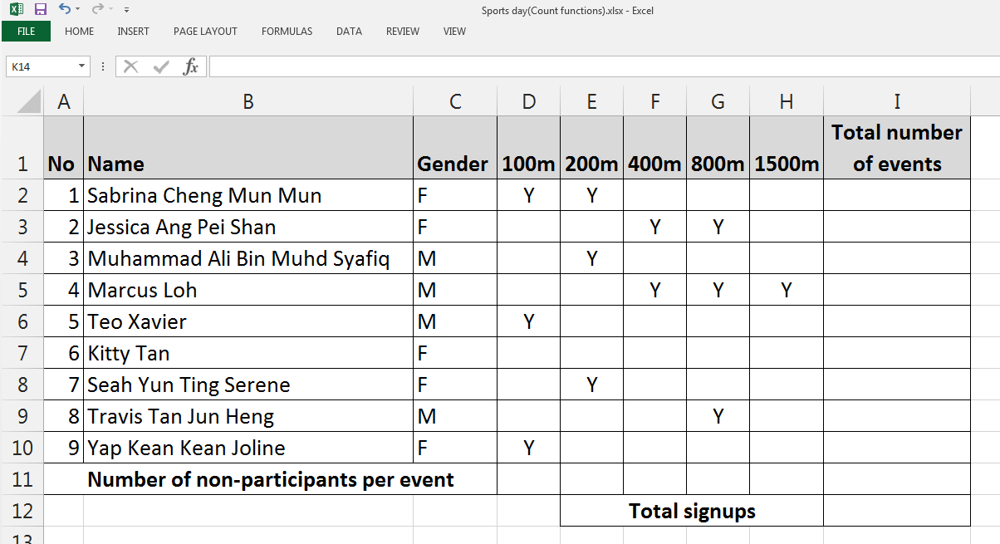 Sports day(Count functions).xlsx - Excel
FILE HOME INSERT PAGE LAYOUT FORMULAS DATA REVIEW VIEW
K14 fx
A B C D E F G H I
Total number
1 No Name Gender 100m 200m 400m 800m 1500m of events
2 1 Sabrina Cheng Mun Mun F Y Y
3 2 Jessica Ang Pei Shan F Y Y
4 3 Muhammad Ali Bin Muhd Syafiq M Y
5 4 Marcus Loh M Y Y Y
6 5 Teo Xavier M Y
7 6 Kitty Tan F
8 7 Seah Yun Ting Serene F Y
9 8 Travis Tan Jun Heng M Y
10 9 Yap Kean Kean Joline F Y
11 Number of non-participants per event
12 Total signups
13